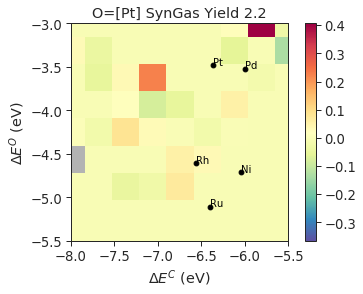 O=[Pt] SynGas Yield 2.2
−3.0
−3.5
−4.0
−4.5
−5.0
−5.5
ΔE^O (eV)
Pt
Pd
Rh
Ni
Ru
−8.0 −7.5 −7.0 −6.5 −6.0 −5.5
ΔE^C (eV)
0.4
0.3
0.2
0.1
0.0
−0.1
−0.2
−0.3